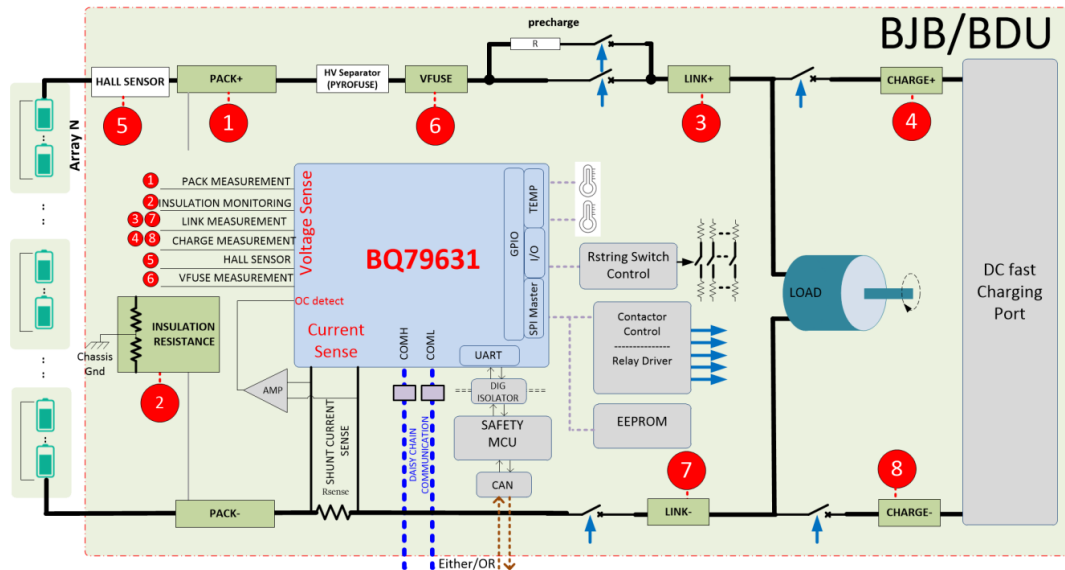 BJB/BDU
precharge
R
HALL SENSOR
PACK+
HV Separator
(PYROFUSE)
VFUSE
LINK+
CHARGE+
5
1
6
3
4
Array N
1 PACK MEASUREMENT
2 INSULATION MONITORING
3 7 LINK MEASUREMENT
4 8 CHARGE MEASUREMENT
5 HALL SENSOR
6 VFUSE MEASUREMENT
Voltage Sense
OC detect
BQ79631
Current
Sense
COMH
COML
GPIO
TEMP
I/O
SPI Master
UART
Rstring Switch
Control
Contactor
Control
---------------
Relay Driver
EEPROM
LOAD
DC fast
Charging
Port
INSULATION
RESISTANCE
Chassis
Gnd
2
AMP
DIG
ISOLATOR
SAFETY
MCU
CAN
SHUNT CURRENT
SENSE
Rsense
DAISY CHAIN
COMMUNICATION
7
8
PACK-
LINK-
CHARGE-
Either/OR